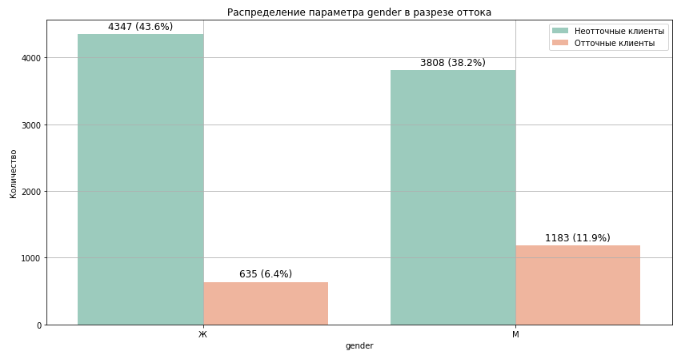 Распределение параметра gender в разрезе оттока
4347 (43.6%)
3808 (38.2%)
Неотточные клиенты
Отточные клиенты
635 (6.4%)
1183 (11.9%)
Количество
4000
3000
2000
1000
0
Ж
М
gender